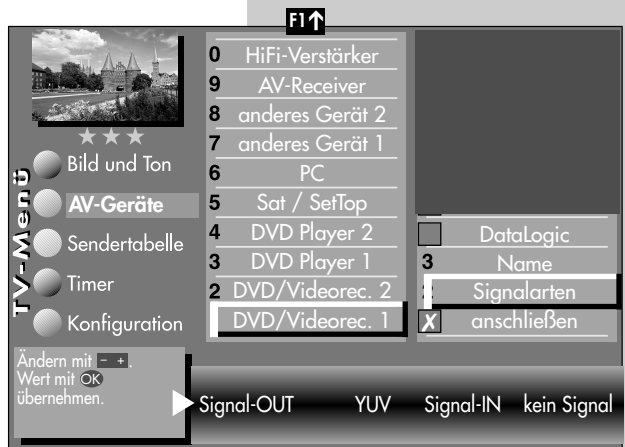 F1↑
0 HiFi-Verstärker
9 AV-Receiver
8 anderes Gerät 2
7 anderes Gerät 1
6 PC
5 Sat / SetTop
4 DVD Player 2
3 DVD Player 1
2 DVD/Videorec. 2
DVD/Videorec. 1
TV-Menü
Bild und Ton
AV-Geräte
Sendertabelle
Timer
Konfiguration
DataLogic
3 Name
Signalarten
X anschließen
Ändern mit - + .
Wert mit OK
übernehmen.
Signal-OUT YUV Signal-IN kein Signal